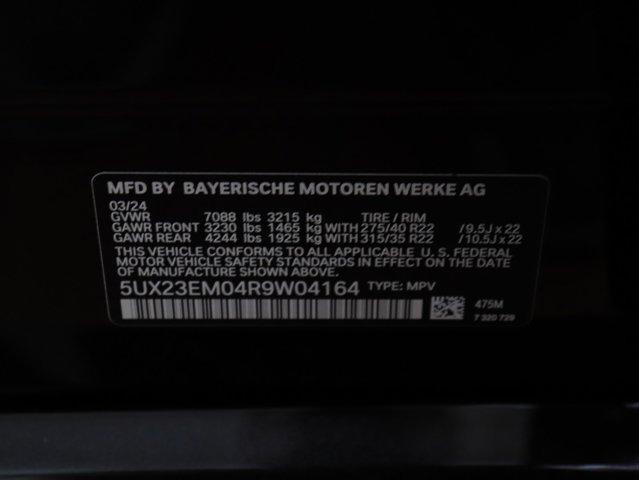 MFD BY BAYERISCHE MOTOREN WERKE AG
03/24
GVWR 7088 lbs 3215 kg TIRE / RIM
GAWR FRONT 3230 lbs 1465 kg WITH 275/40 R22 / 9.5J x 22
GAWR REAR 4244 lbs 1925 kg WITH 315/35 R22 / 10.5J x 22
THIS VEHICLE CONFORMS TO ALL APPLICABLE U. S. FEDERAL
MOTOR VEHICLE SAFETY STANDARDS IN EFFECT ON THE DATE OF
MANUFACTURE SHOWN ABOVE.
5UX23EM04R9W04164 TYPE: MPV
475M
7 320 729